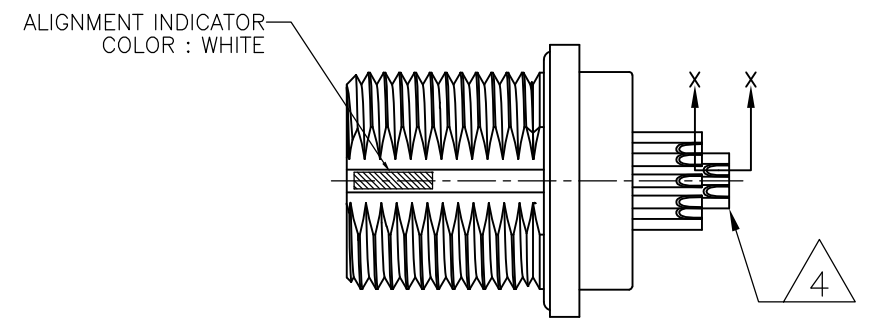 ALIGNMENT INDICATOR
COLOR : WHITE
X X
4